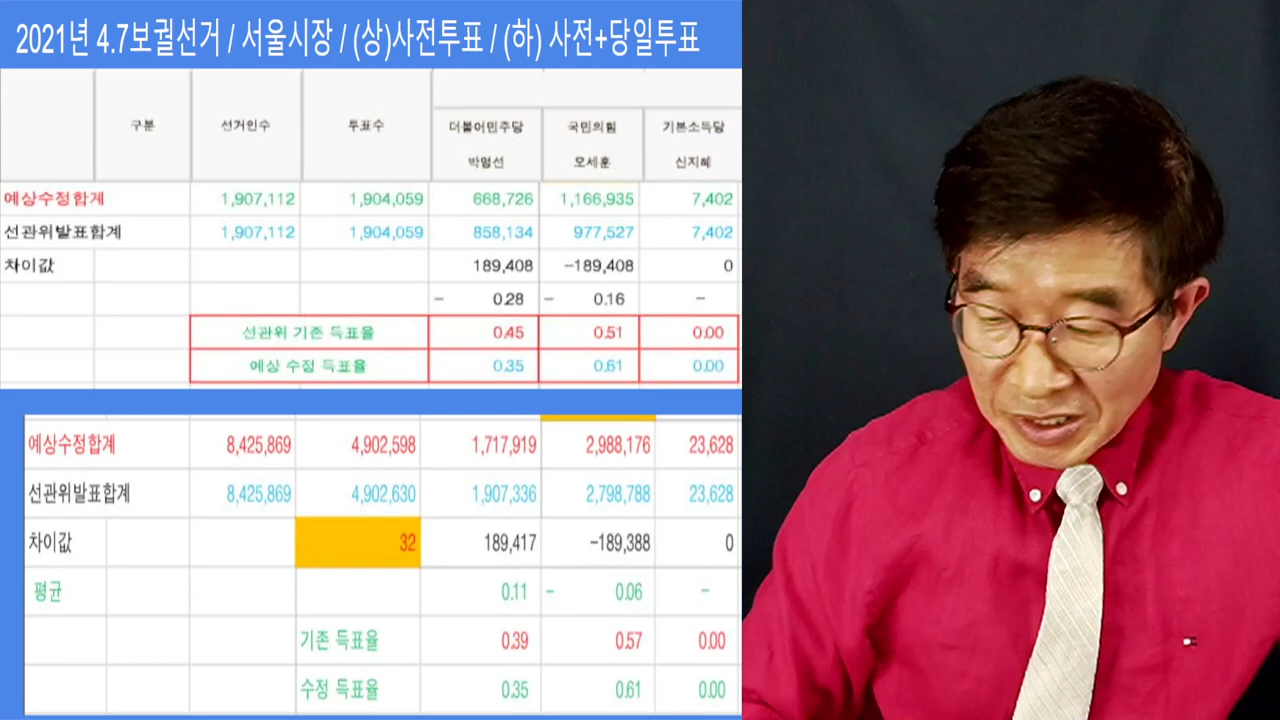 2021년 4.7보궐선거 / 서울시장 / (상)사전투표 / (하) 사전+당일투표
구분 선거인수 투표수 더불어민주당 국민의힘 기본소득당
박영선 오세훈 신지혜
예상수정합계 1,907,112 1,904,059 668,726 1,166,935 7,402
선관위발표합계 1,907,112 1,904,059 858,134 977,527 7,402
차이값 189,408 −189,408 0
− 0.28 − 0.16 −
선관위 기존 득표율 0.45 0.51 0.00
예상 수정 득표율 0.35 0.61 0.00
예상수정합계 8,425,869 4,902,598 1,717,919 2,988,176 23,628
선관위발표합계 8,425,869 4,902,630 1,907,336 2,798,788 23,628
차이값 32 189,417 −189,388 0
평균 0.11 − 0.06 −
기존 득표율 0.39 0.57 0.00
수정 득표율 0.35 0.61 0.00